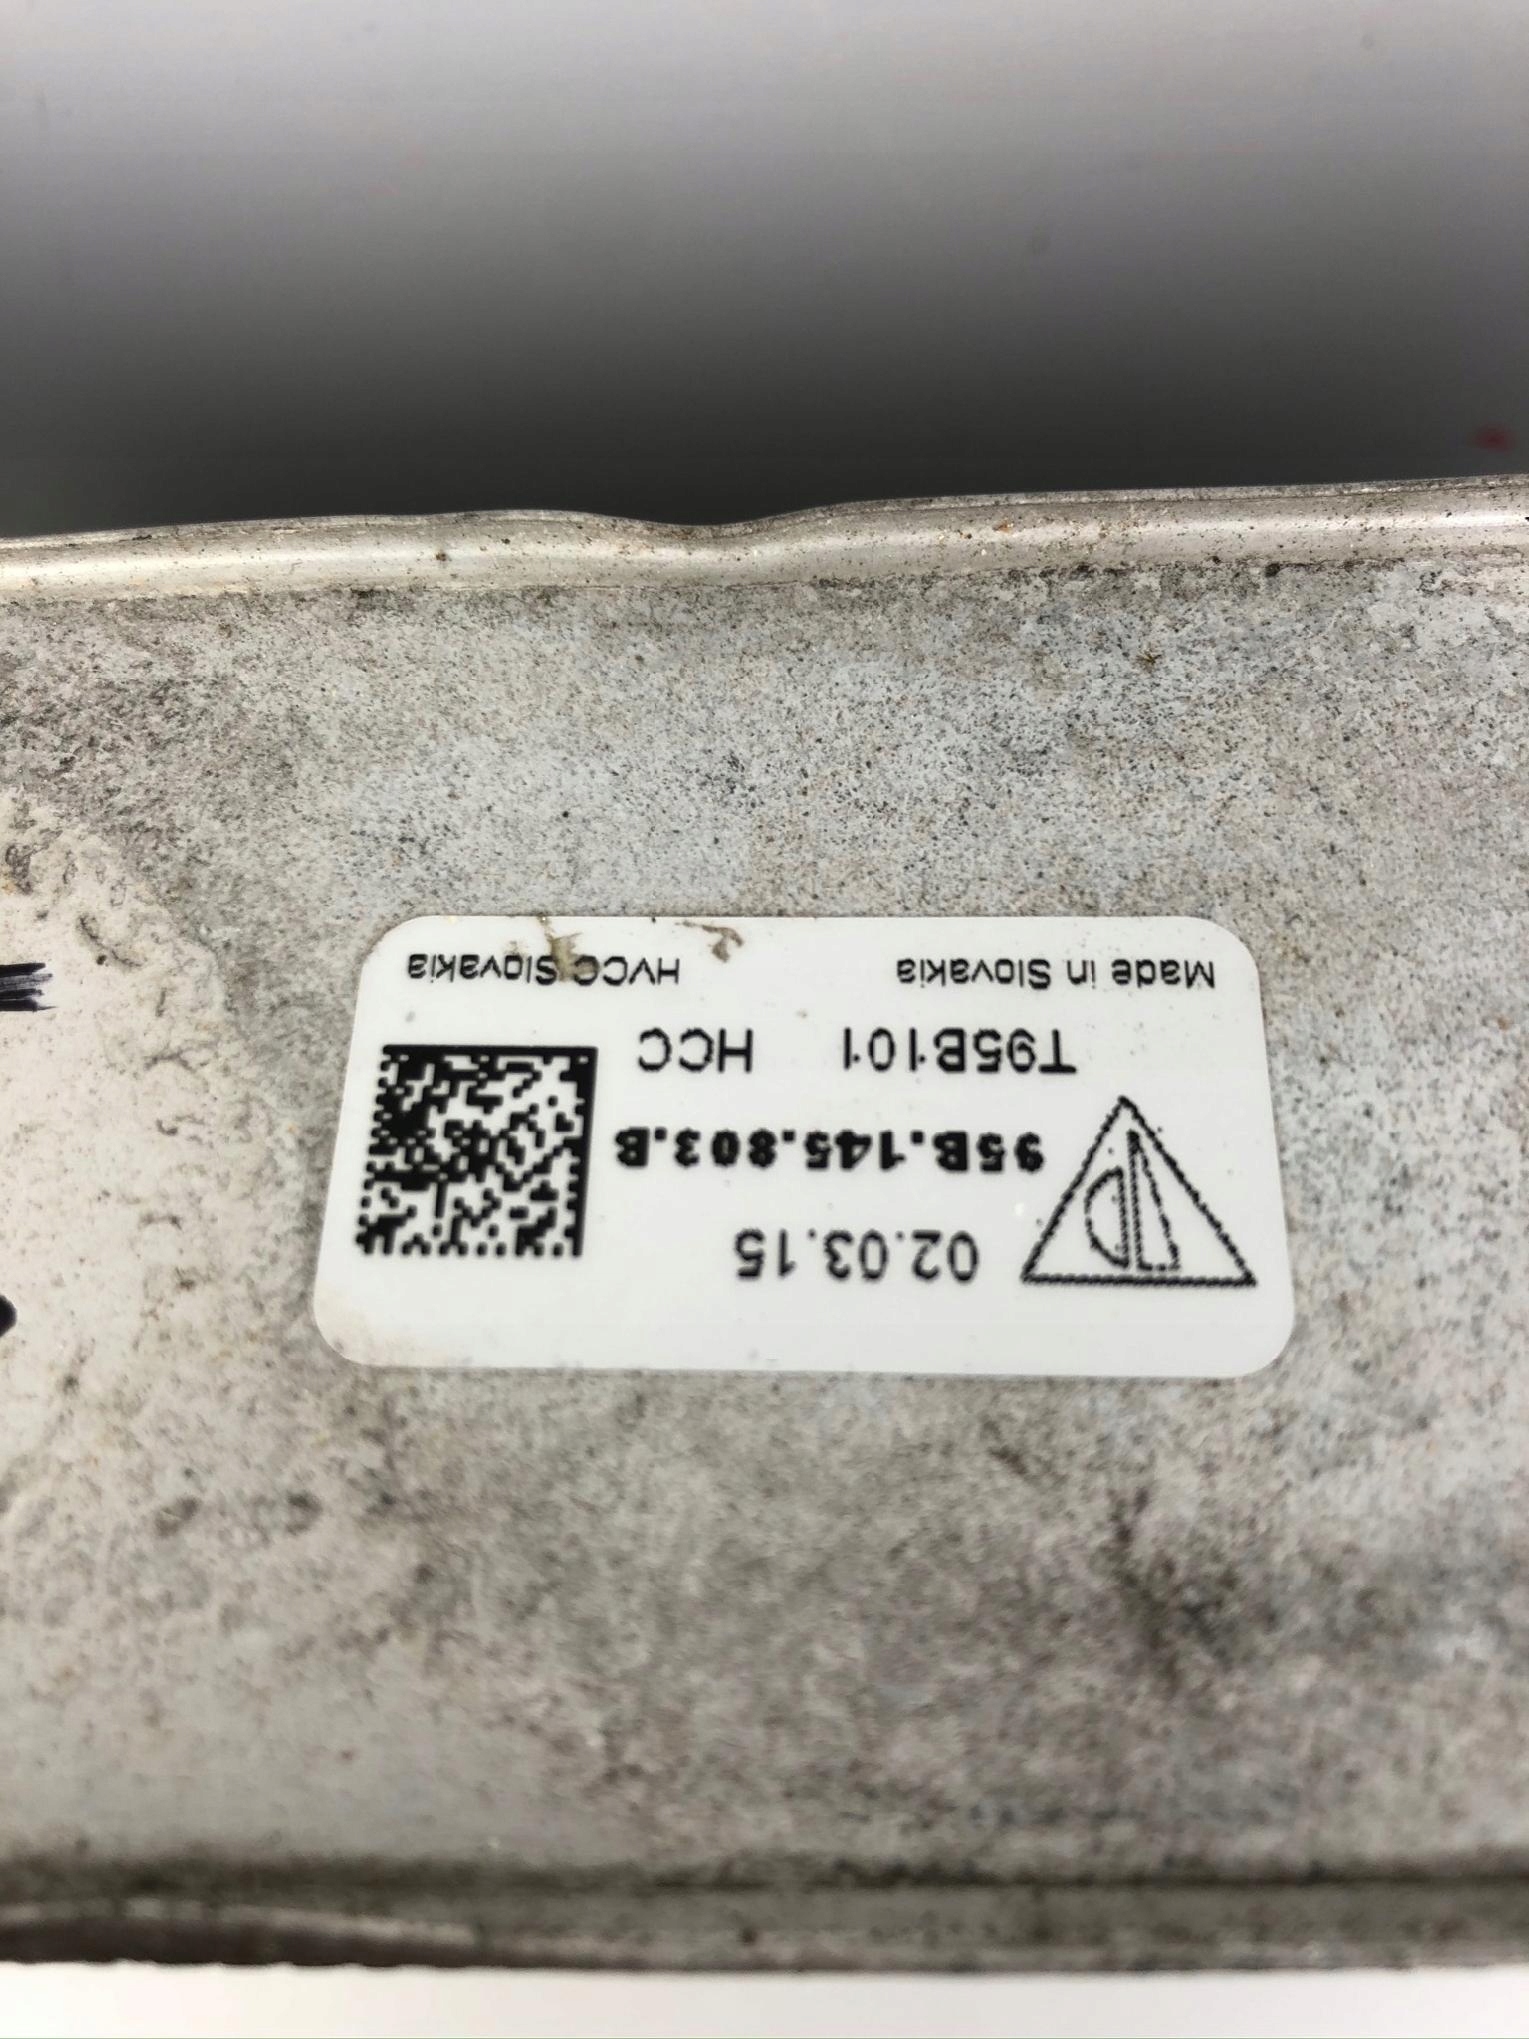 02.03.15
95B.145.803.B
T95B101 HCC
Made in Slovakia HVCC Slovakia